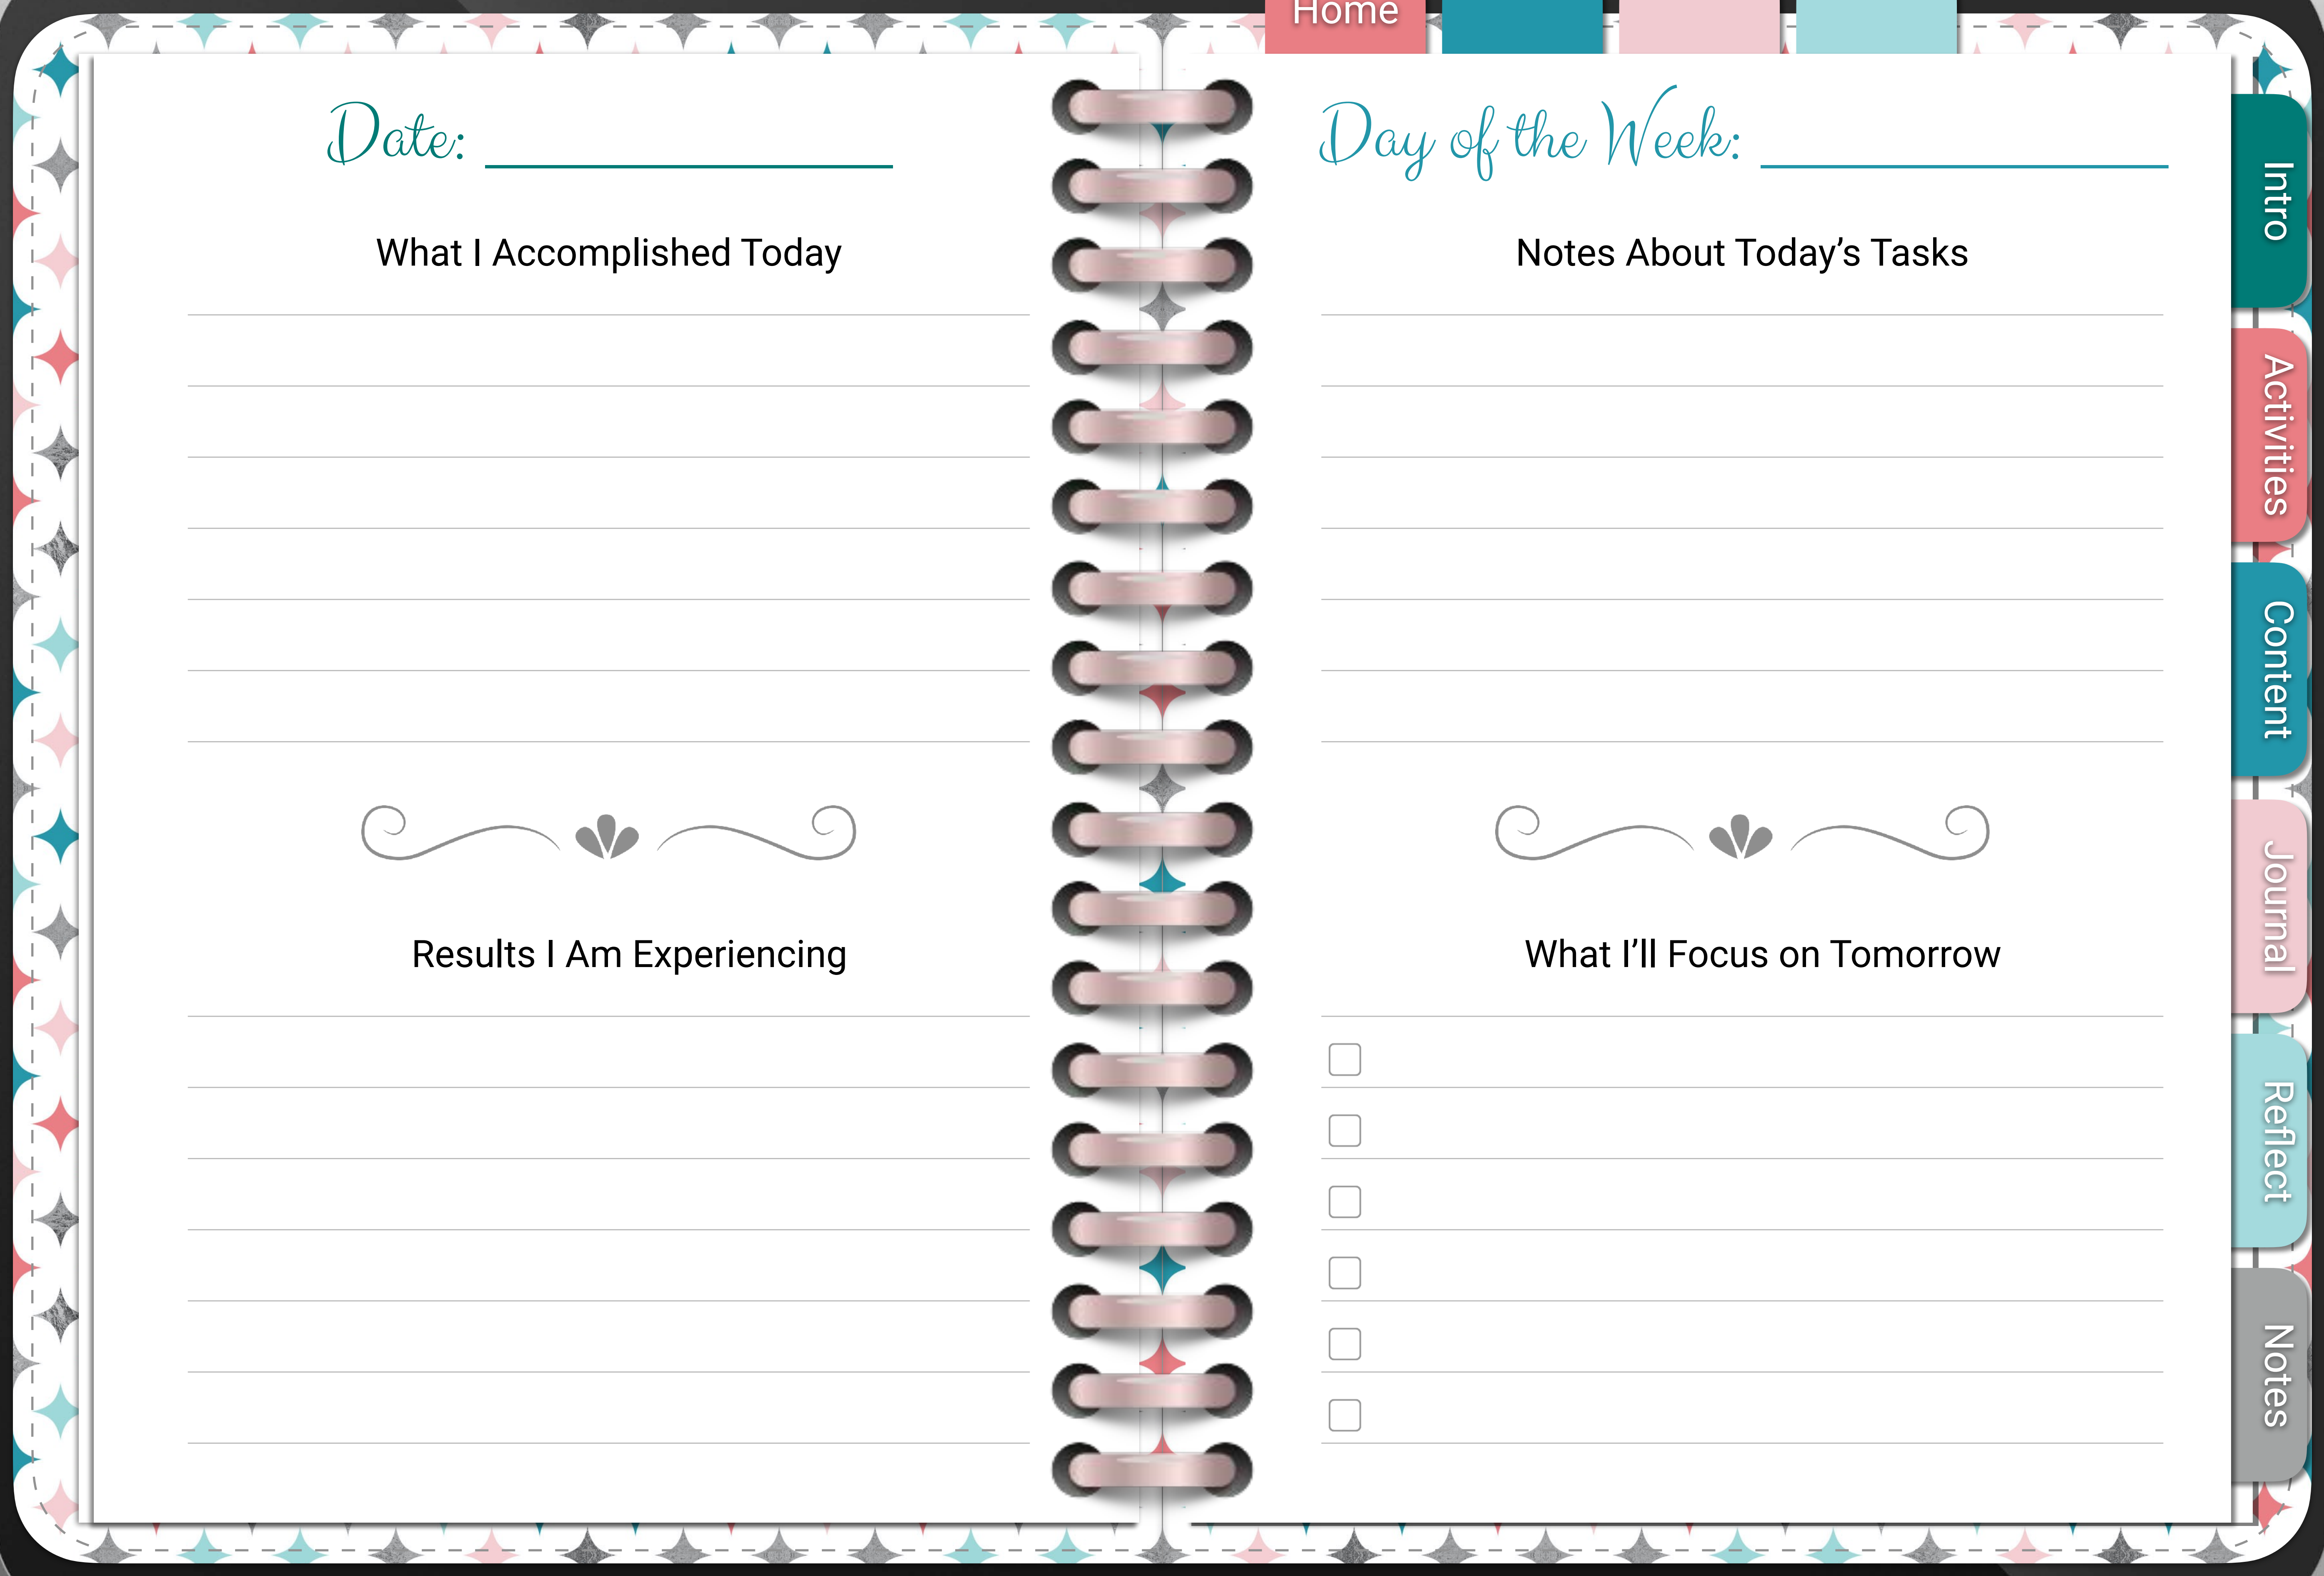 Home
Date:
Day of the Week:
What I Accomplished Today
Notes About Today’s Tasks
Results I Am Experiencing
What I’ll Focus on Tomorrow
Intro
Activities
Content
Journal
Reflect
Notes